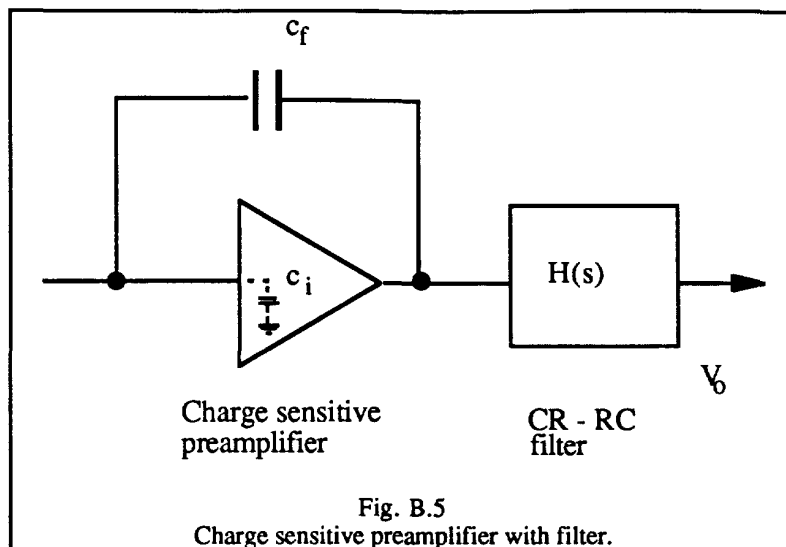 c_f
c_i
H(s)
V_o
Charge sensitive
preamplifier
CR - RC
filter
Fig. B.5
Charge sensitive preamplifier with filter.